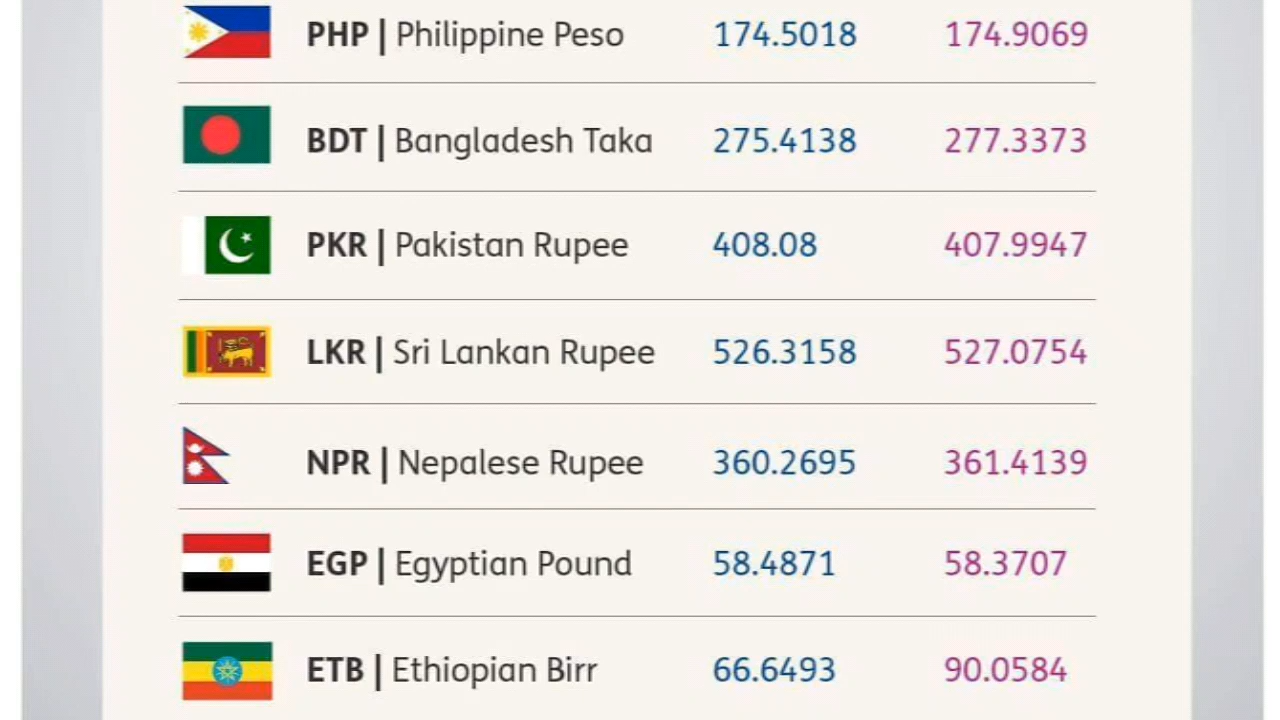 PHP | Philippine Peso 174.5018 174.9069
BDT | Bangladesh Taka 275.4138 277.3373
PKR | Pakistan Rupee 408.08 407.9947
LKR | Sri Lankan Rupee 526.3158 527.0754
NPR | Nepalese Rupee 360.2695 361.4139
EGP | Egyptian Pound 58.4871 58.3707
ETB | Ethiopian Birr 66.6493 90.0584